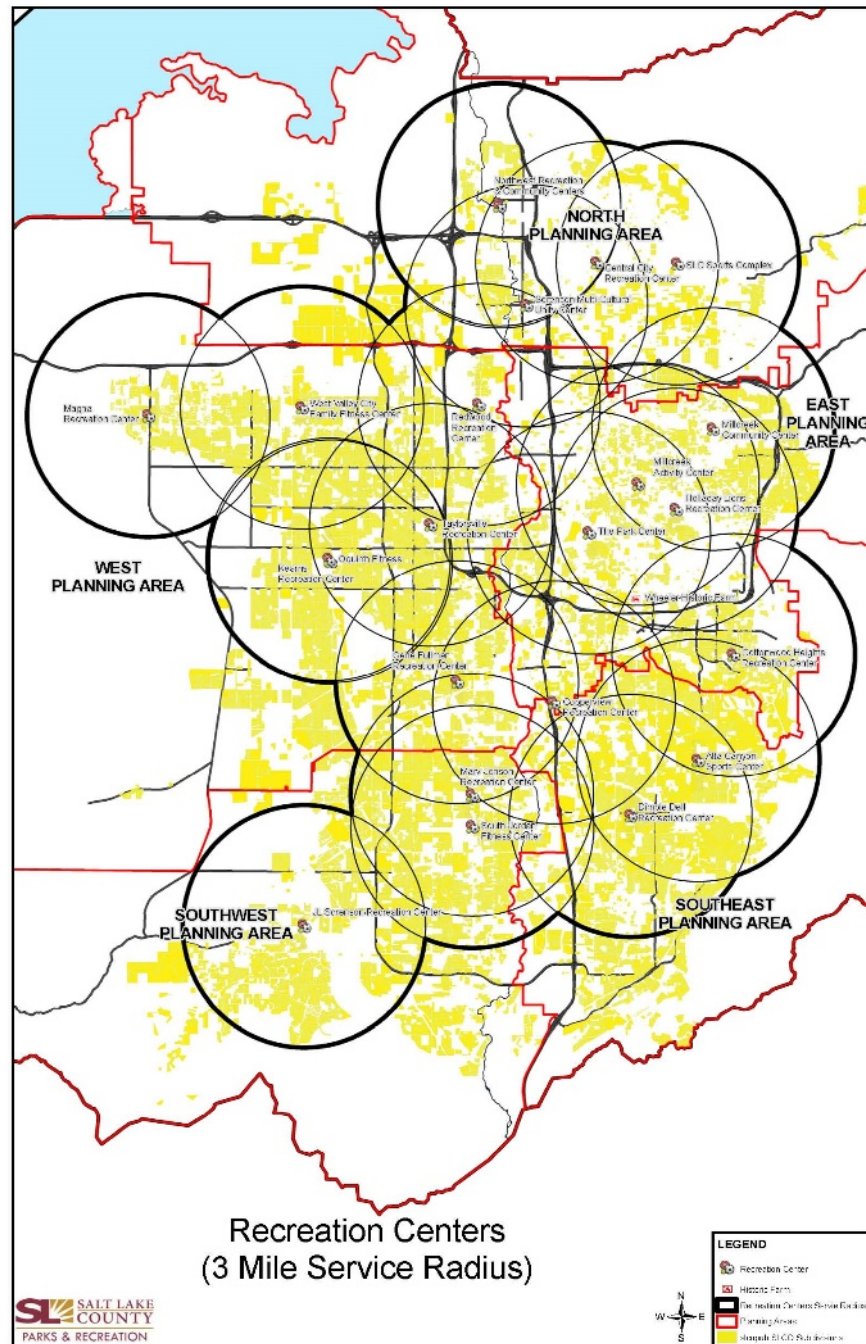 Northwest Recreation
& Community Centers
NORTH
PLANNING AREA
Central City
Recreation Center
SLC Sports Complex
Sorenson Multi-Cultural
Unity Center
Magna
Recreation Center
West Valley City
Family Fitness Center
Redwood
Recreation
Center
Millcreek
Community Center
EAST
PLANNING
AREA
Millcreek
Activity Center
Holladay Lions
Recreation Center
Taylorsville
Recreation Center
The Park Center
WEST
PLANNING AREA
Kearns
Recreation Center
Oquirrh Fitness
Wheeler Historic Farm
Gene Fullmer
Recreation Center
Cottonwood Heights
Recreation Center
Copperview
Recreation Center
Alta Canyon
Sports Center
Marv Jenson
Recreation Center
Dimple Dell
Recreation Center
South Jordan
Fitness Center
SOUTHWEST
PLANNING AREA
JL Sorenson Recreation Center
SOUTHEAST
PLANNING AREA
Recreation Centers
(3 Mile Service Radius)
SL SALT LAKE
COUNTY
PARKS & RECREATION
N
W E
S
LEGEND
Recreation Center
Historic Farm
Recreation Centers Service Radius
Planning Areas
SLCO Subdivisions